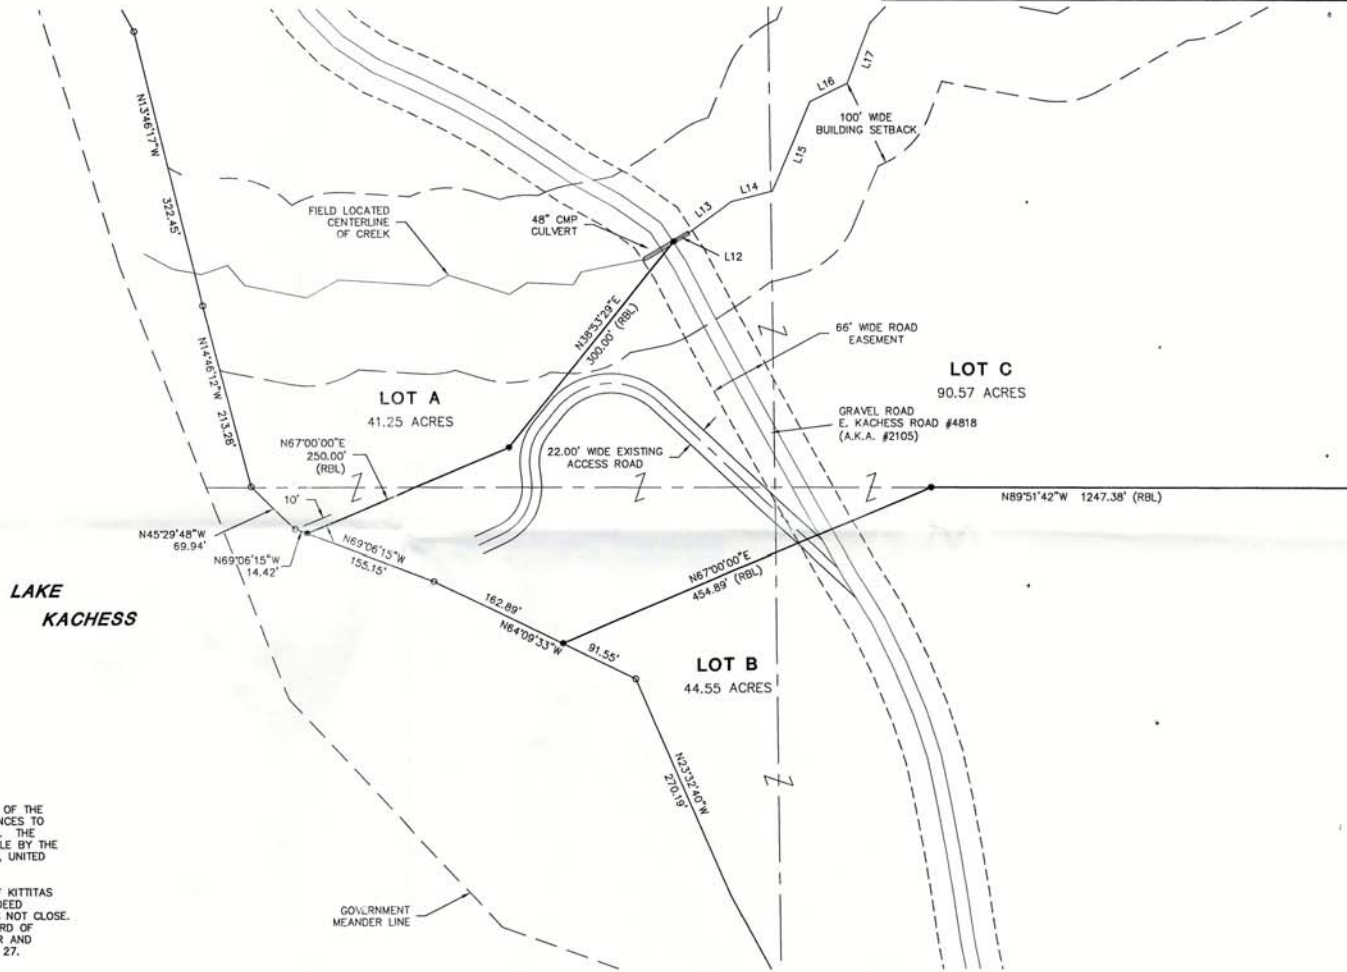 N13°46'17"W
322.45'
FIELD LOCATED
CENTERLINE
OF CREEK
48" CMP
CULVERT
L12
L13
L14
L15
L16
L17
100' WIDE
BUILDING SETBACK
N38°53'29"E
300.00' (RBL)
66' WIDE ROAD
EASEMENT
LOT C
90.57 ACRES
GRAVEL ROAD
E. KACHESS ROAD #4818
(A.K.A. #2105)
N14°46'12"W 213.28'
LOT A
41.25 ACRES
N67°00'00"E
250.00'
(RBL)
22.00' WIDE EXISTING
ACCESS ROAD
10'
N89°51'42"W 1247.38' (RBL)
N45°29'48"W
69.94'
N69°06'15"W
14.42'
N69°06'15"W
155.15'
N67°00'00"E
454.89' (RBL)
LAKE
KACHESS
162.89'
N64°09'33"W
91.55'
LOT B
44.55 ACRES
N23°32'40"W
270.19'
GOVERNMENT
MEANDER LINE
OF THE
NCES TO
THE
LE BY THE
, UNITED
KITTITAS
DEED
NOT CLOSE.
RD OF
R AND
27.